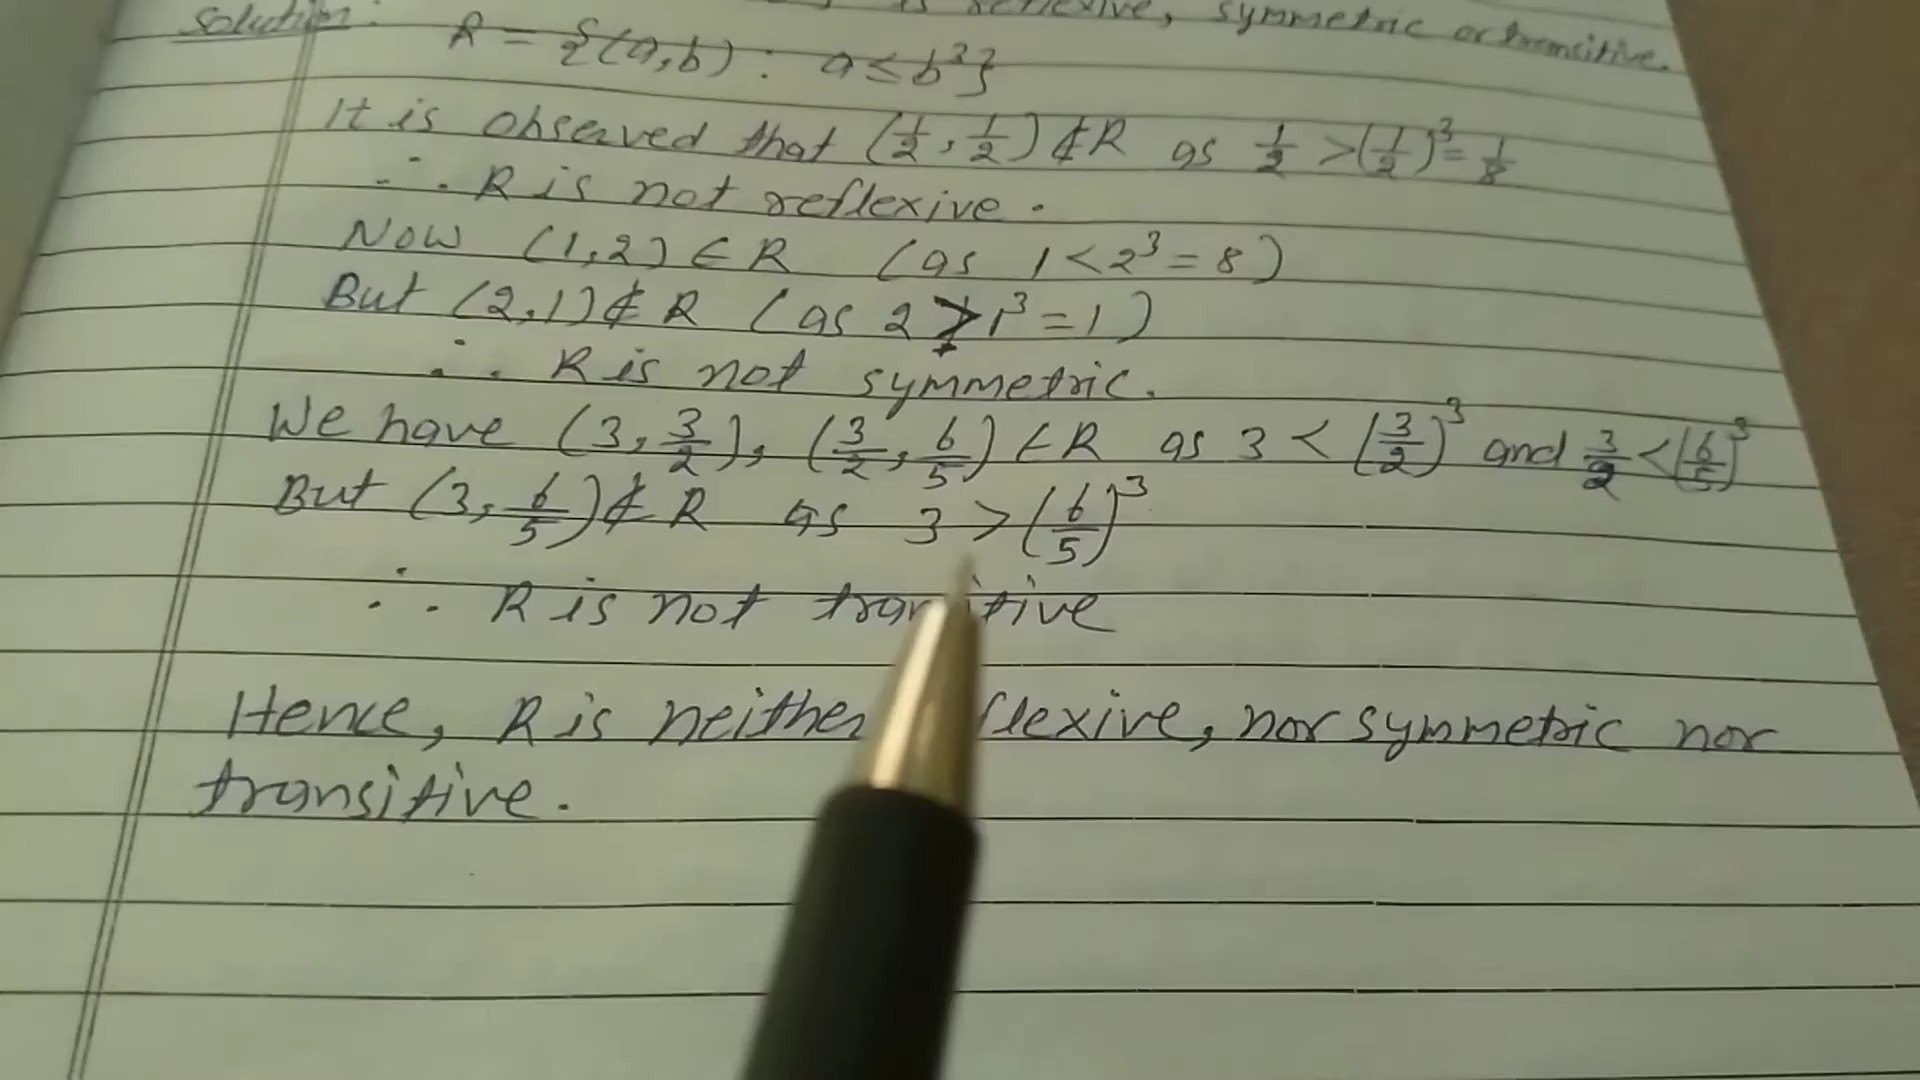 is reflexive, symmetric or transitive.
Solution:
R = {(a,b) : a ≤ b³}
It is observed that (1/2, 1/2) ∉ R as 1/2 > (1/2)³ = 1/8
∴ R is not reflexive.
Now (1,2) ∈ R (as 1 < 2³ = 8)
But (2,1) ∉ R (as 2 > 1³ = 1)
∴ R is not symmetric.
We have (3, 3/2), (3/2, 6/5) ∈ R as 3 < (3/2)³ and 3/2 < (6/5)³
But (3, 6/5) ∉ R as 3 > (6/5)³
∴ R is not transitive
Hence, R is neither reflexive, nor symmetric nor
transitive.